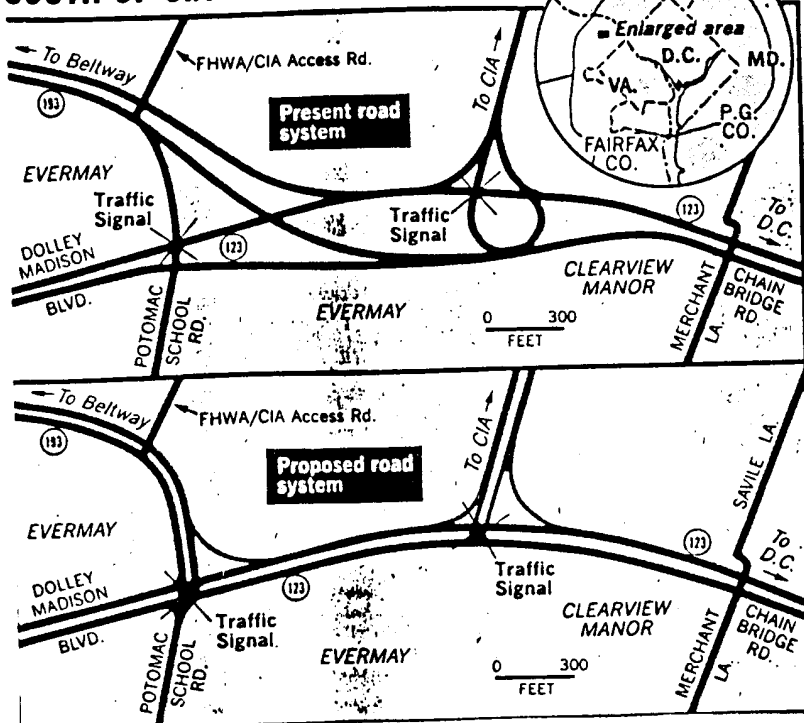 SOUTH OF
To Beltway
FHWA/CIA Access Rd.
193
Present road
system
To CIA
Enlarged area
D.C.
MD.
VA.
P.G.
CO.
FAIRFAX
CO.
EVERMAY
Traffic
Signal
Traffic
Signal
123
To
D.C.
DOLLEY
MADISON
BLVD.
123
POTOMAC
SCHOOL
RD.
EVERMAY
CLEARVIEW
MANOR
0 300
FEET
MERCHANT
LA.
CHAIN
BRIDGE
RD.
To Beltway
FHWA/CIA Access Rd.
193
Proposed road
system
To CIA
SAVILE LA.
EVERMAY
123
To
D.C.
DOLLEY
MADISON
BLVD.
123
Traffic
Signal
Traffic
Signal
POTOMAC
SCHOOL
RD.
EVERMAY
CLEARVIEW
MANOR
0 300
FEET
MERCHANT
LA.
CHAIN
BRIDGE
RD.